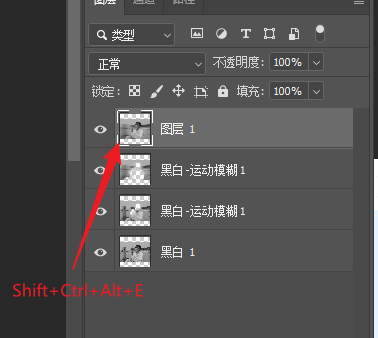 图层 通道 路径
类型
正常 不透明度: 100%
锁定: 填充: 100%
图层 1
黑白-运动模糊1
黑白-运动模糊1
黑白 1
Shift+Ctrl+Alt+E